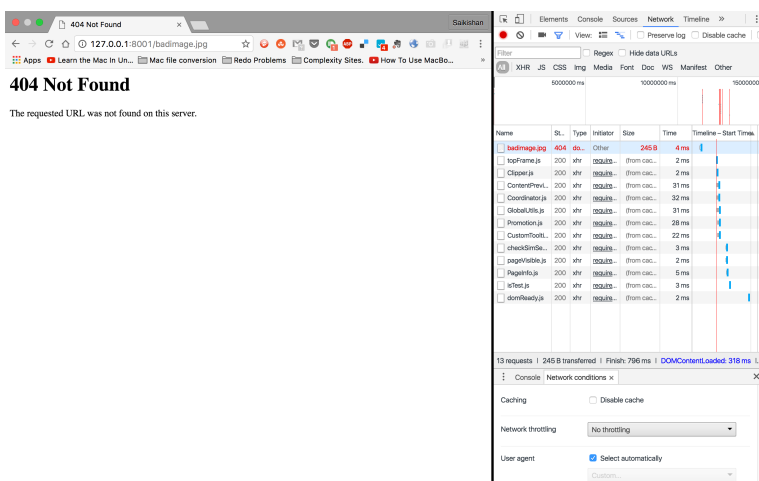 404 Not Found ×
Saikishan
127.0.0.1:8001/badimage.jpg
Apps Learn the Mac In Un... Mac file conversion Redo Problems Complexity Sites. How To Use MacBo... »
404 Not Found
The requested URL was not found on this server.
Elements Console Sources Network Timeline »
View: Preserve log Disable cache
Filter Regex Hide data URLs
All XHR JS CSS Img Media Font Doc WS Manifest Other
5000000 ms 10000000 ms 15000000
Name St... Type Initiator Size Time Timeline – Start Time
badimage.jpg 404 do... Other 245 B 4 ms
topFrame.js 200 xhr require... (from cac... 2 ms
Clipper.js 200 xhr require... (from cac... 2 ms
ContentPrevi... 200 xhr require... (from cac... 31 ms
Coordinator.js 200 xhr require... (from cac... 32 ms
GlobalUtils.js 200 xhr require... (from cac... 31 ms
Promotion.js 200 xhr require... (from cac... 28 ms
CustomToolti... 200 xhr require... (from cac... 22 ms
checkSimSe... 200 xhr require... (from cac... 3 ms
pageVisible.js 200 xhr require... (from cac... 2 ms
PageInfo.js 200 xhr require... (from cac... 5 ms
isTest.js 200 xhr require... (from cac... 3 ms
domReady.js 200 xhr require... (from cac... 2 ms
13 requests | 245 B transferred | Finish: 796 ms | DOMContentLoaded: 318 ms | L
Console Network conditions × ×
Caching Disable cache
Network throttling No throttling
User agent Select automatically
Custom...